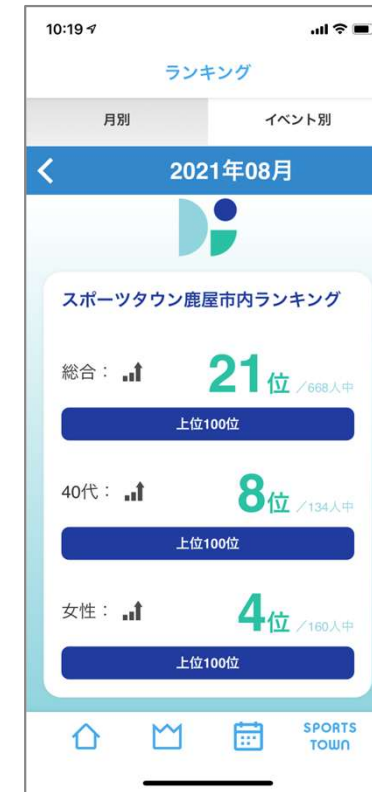 10:19
ランキング
月別 イベント別
2021年08月
スポーツタウン鹿屋市内ランキング
総合： 21位 ／668人中
上位100位
40代： 8位 ／134人中
上位100位
女性： 4位 ／160人中
上位100位
SPORTS
TOWN